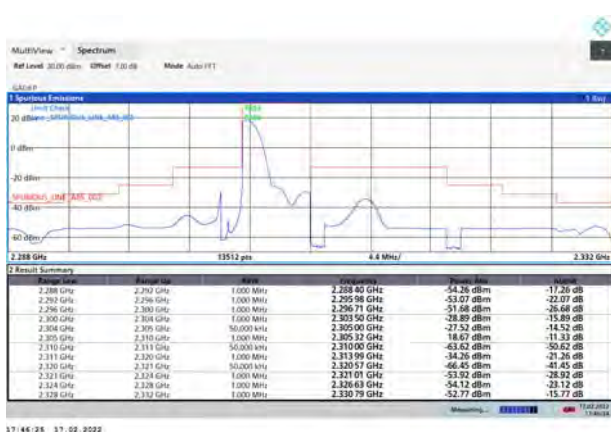 MultiView
Spectrum
Ref Level 30.00 dBm Offset 1.00 dB Mode Auto FFT
1 Spurious Emissions
Limit Check
20 dBm
0 dBm
-20 dBm
-40 dBm
-60 dBm
2.288 GHz 13512 pts 4.4 MHz/ 2.332 GHz
2 Result Summary
Range Low Range Up RBW Frequency Power Abs ΔLimit
2.288 GHz 2.292 GHz 1.000 MHz 2.288 40 GHz -54.26 dBm -17.26 dB
2.292 GHz 2.296 GHz 1.000 MHz 2.295 98 GHz -53.07 dBm -22.07 dB
2.296 GHz 2.300 GHz 1.000 MHz 2.296 71 GHz -51.68 dBm -26.68 dB
2.300 GHz 2.304 GHz 1.000 MHz 2.303 50 GHz -28.89 dBm -15.89 dB
2.304 GHz 2.305 GHz 50.000 kHz 2.305 00 GHz -27.52 dBm -14.52 dB
2.305 GHz 2.310 GHz 1.000 MHz 2.305 32 GHz 18.67 dBm -11.33 dB
2.310 GHz 2.311 GHz 50.000 kHz 2.310 00 GHz -63.62 dBm -50.62 dB
2.311 GHz 2.320 GHz 1.000 MHz 2.313 99 GHz -34.26 dBm -21.26 dB
2.320 GHz 2.321 GHz 50.000 kHz 2.320 57 GHz -66.45 dBm -41.45 dB
2.321 GHz 2.324 GHz 1.000 MHz 2.321 01 GHz -53.92 dBm -28.92 dB
2.324 GHz 2.328 GHz 1.000 MHz 2.326 63 GHz -54.12 dBm -23.12 dB
2.328 GHz 2.332 GHz 1.000 MHz 2.330 79 GHz -52.77 dBm -15.77 dB
Measuring... 17.02.2022
17:46:25 17.02.2022